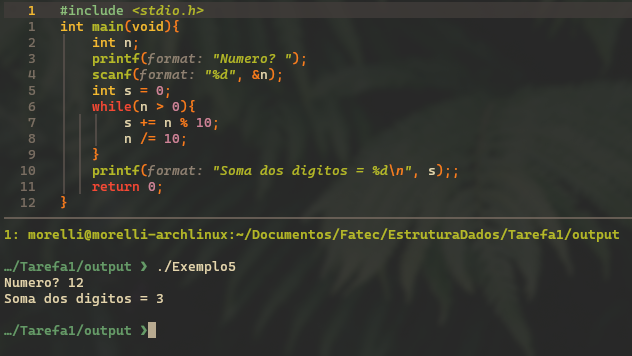 1 #include <stdio.h>
1 int main(void){
2 int n;
3 printf(format: "Numero? ");
4 scanf(format: "%d", &n);
5 int s = 0;
6 while(n > 0){
7 s += n % 10;
8 n /= 10;
9 }
10 printf(format: "Soma dos digitos = %d\n", s);;
11 return 0;
12 }
1: morelli@morelli-archlinux:~/Documentos/Fatec/EstruturaDados/Tarefa1/output
…/Tarefa1/output ❯ ./Exemplo5
Numero? 12
Soma dos digitos = 3
…/Tarefa1/output ❯